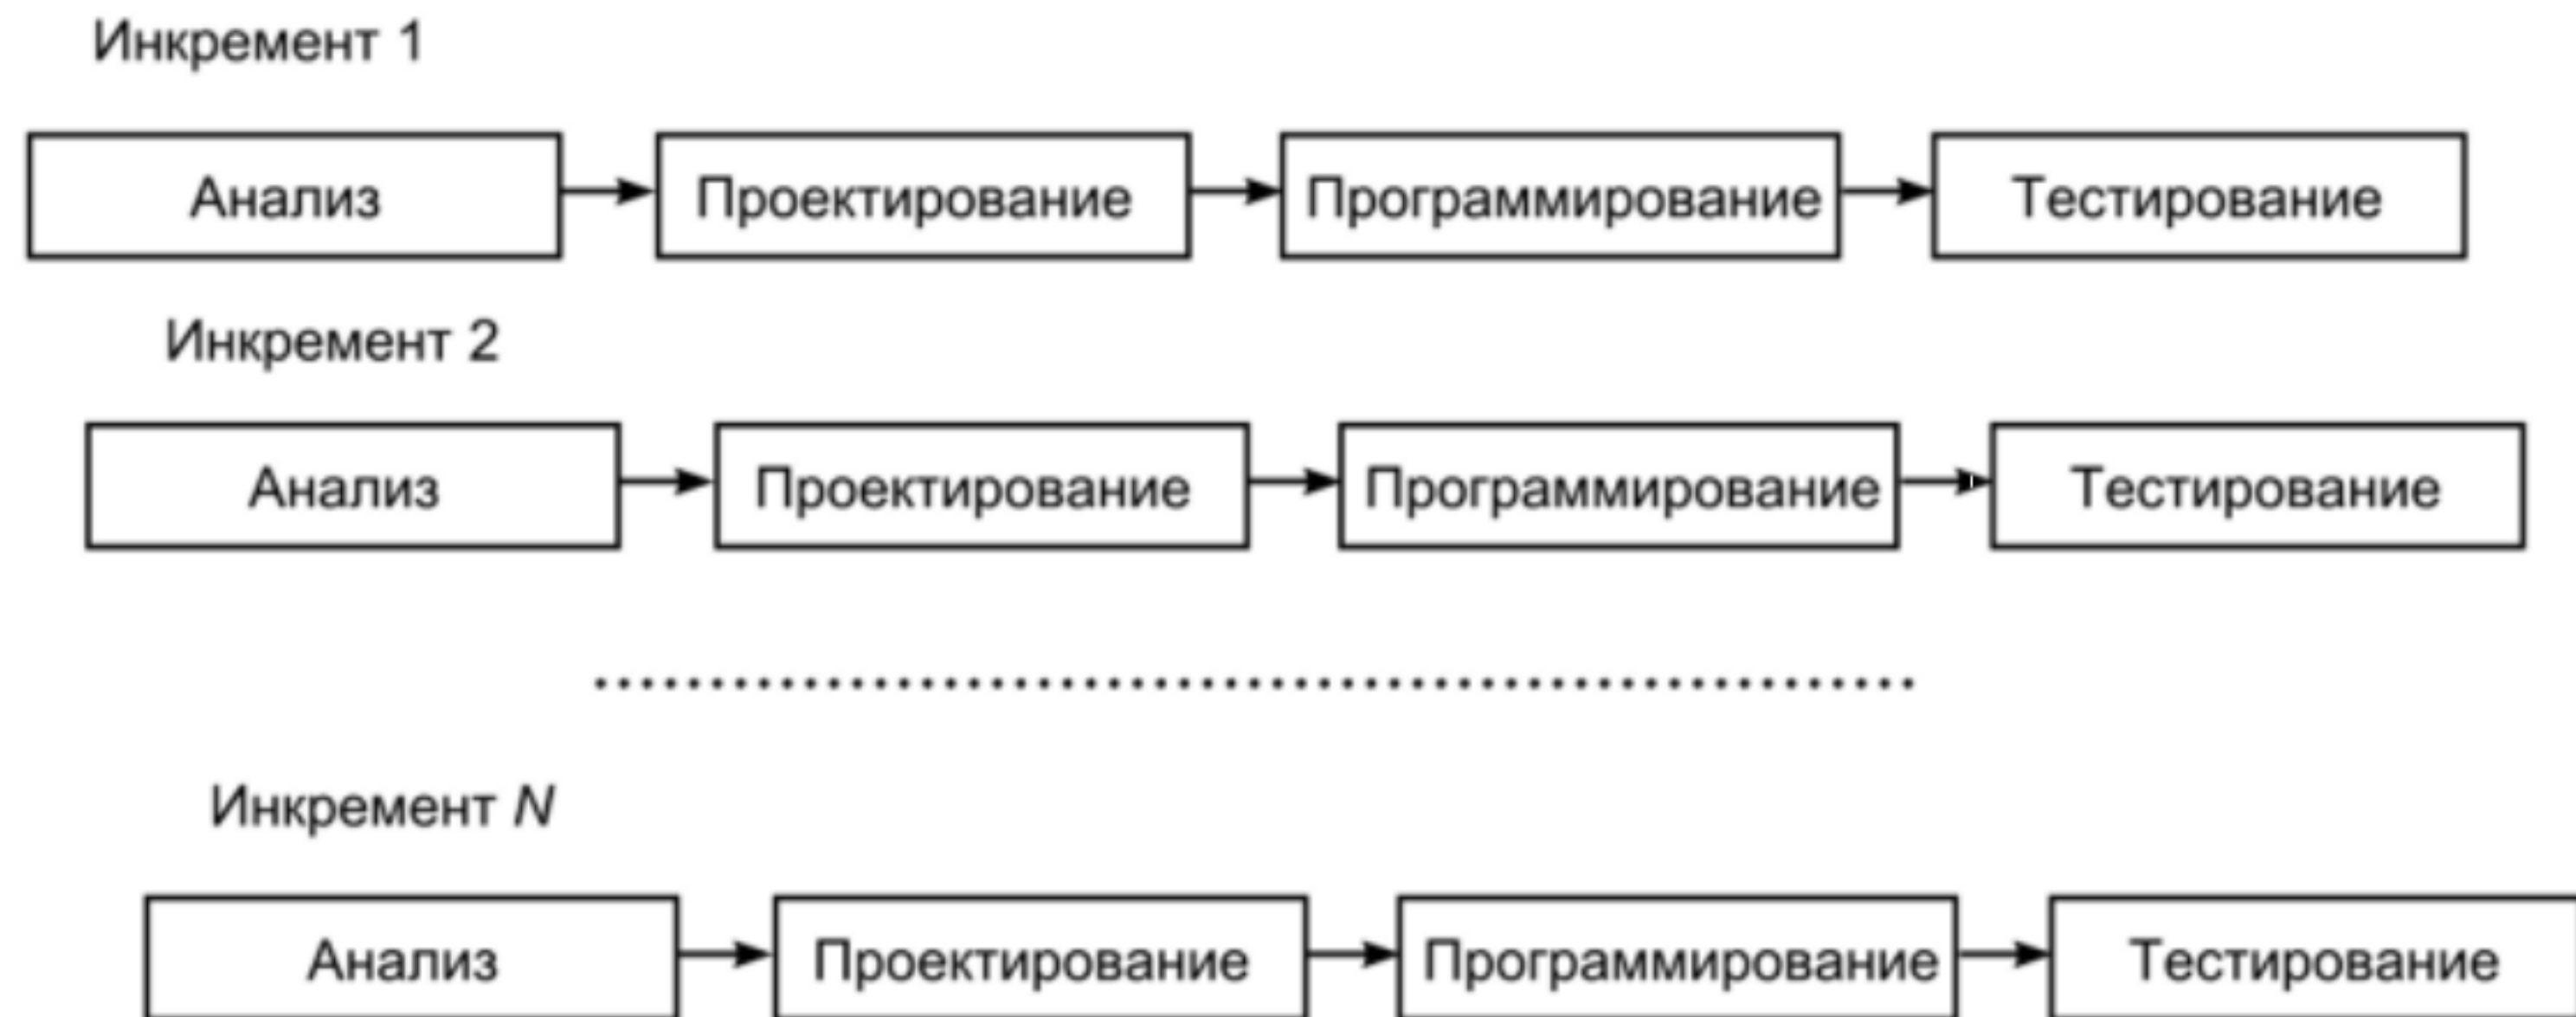 Инкремент 1
Анализ Проектирование Программирование Тестирование
Инкремент 2
Анализ Проектирование Программирование Тестирование
Инкремент N
Анализ Проектирование Программирование Тестирование